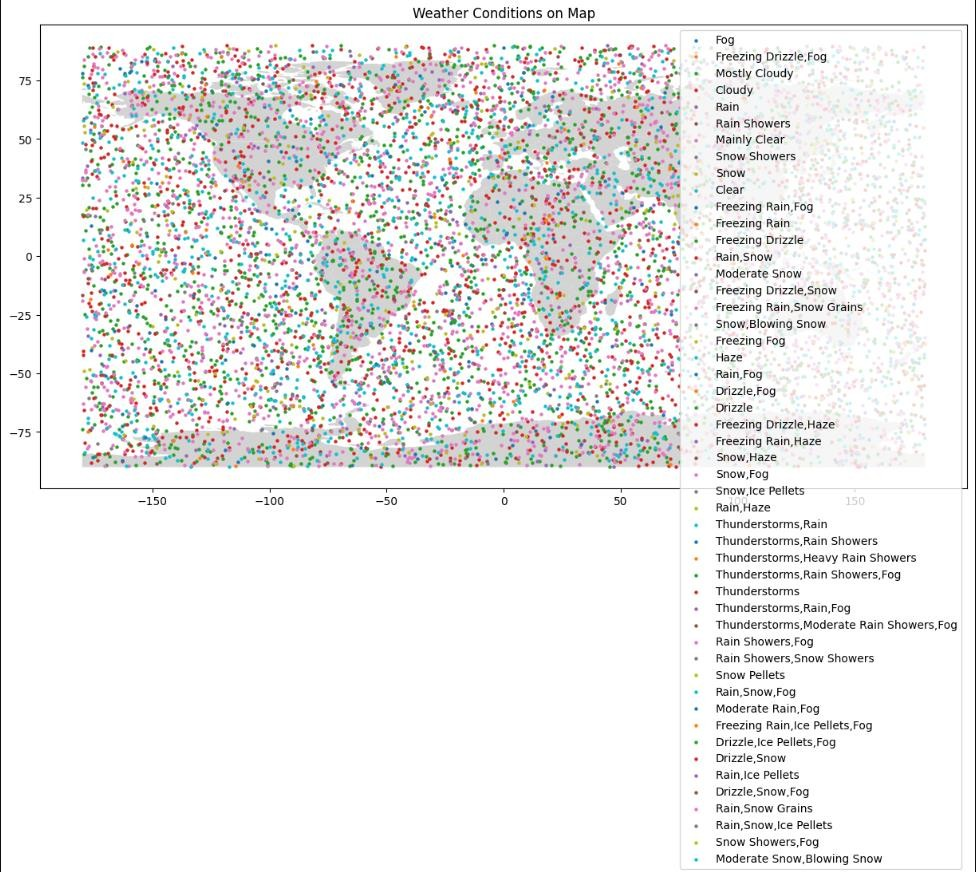 Weather Conditions on Map
75
50
25
0
−25
−50
−75
−150
−100
−50
0
50
100
150
Fog
Freezing Drizzle,Fog
Mostly Cloudy
Cloudy
Rain
Rain Showers
Mainly Clear
Snow Showers
Snow
Clear
Freezing Rain,Fog
Freezing Rain
Freezing Drizzle
Rain,Snow
Moderate Snow
Freezing Drizzle,Snow
Freezing Rain,Snow Grains
Snow,Blowing Snow
Freezing Fog
Haze
Rain,Fog
Drizzle,Fog
Drizzle
Freezing Drizzle,Haze
Freezing Rain,Haze
Snow,Haze
Snow,Fog
Snow,Ice Pellets
Rain,Haze
Thunderstorms,Rain
Thunderstorms,Rain Showers
Thunderstorms,Heavy Rain Showers
Thunderstorms,Rain Showers,Fog
Thunderstorms
Thunderstorms,Rain,Fog
Thunderstorms,Moderate Rain Showers,Fog
Rain Showers,Fog
Rain Showers,Snow Showers
Snow Pellets
Rain,Snow,Fog
Moderate Rain,Fog
Freezing Rain,Ice Pellets,Fog
Drizzle,Ice Pellets,Fog
Drizzle,Snow
Rain,Ice Pellets
Drizzle,Snow,Fog
Rain,Snow Grains
Rain,Snow,Ice Pellets
Snow Showers,Fog
Moderate Snow,Blowing Snow